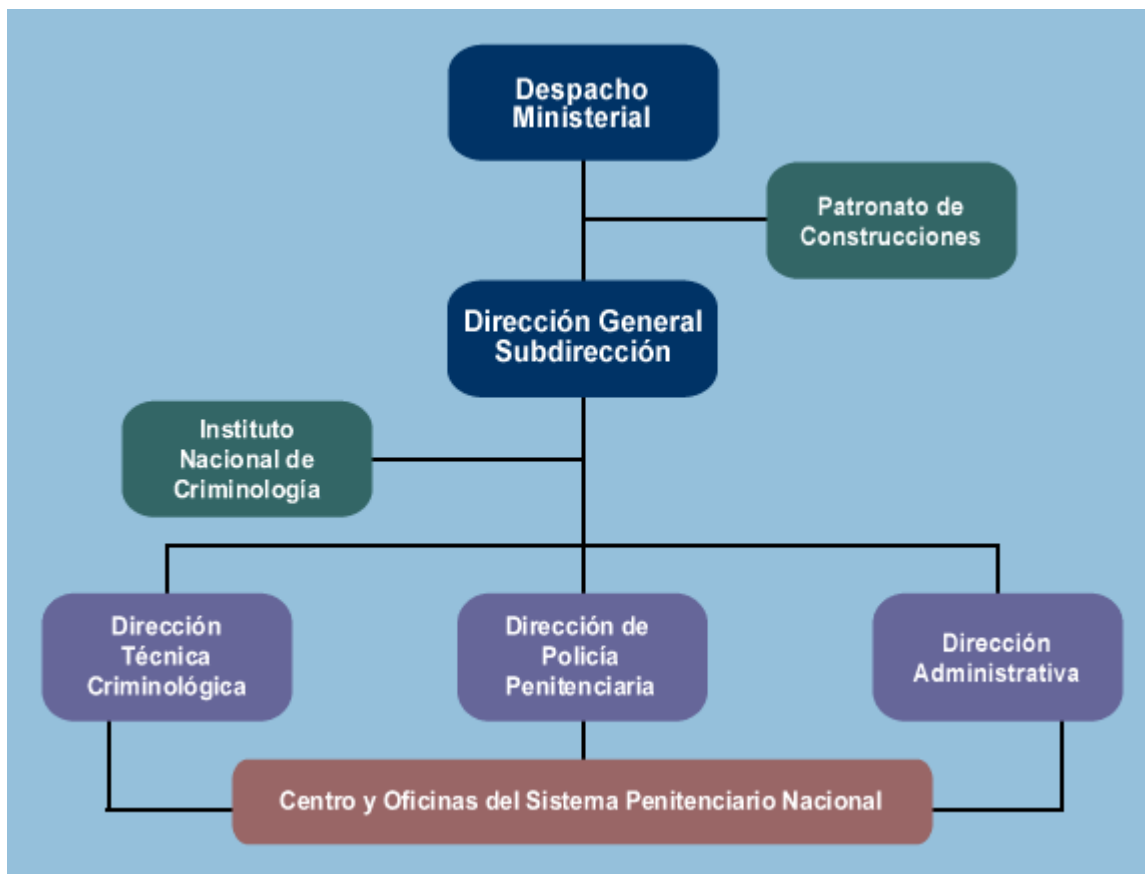 Despacho
Ministerial
Patronato de
Construcciones
Dirección General
Subdirección
Instituto
Nacional de
Criminología
Dirección
Técnica
Criminológica
Dirección de
Policía
Penitenciaria
Dirección
Administrativa
Centro y Oficinas del Sistema Penitenciario Nacional